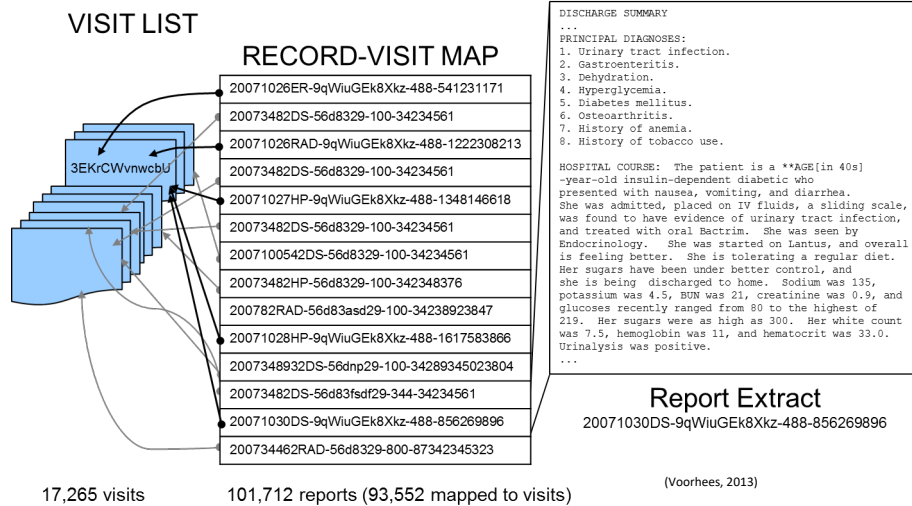 VISIT LIST
3EKrCWvnwcbU
17,265 visits
RECORD-VISIT MAP
20071026ER-9qWiuGEk8Xkz-488-541231171
20073482DS-56d8329-100-34234561
20071026RAD-9qWiuGEk8Xkz-488-1222308213
20073482DS-56d8329-100-34234561
20071027HP-9qWiuGEk8Xkz-488-1348146618
20073482DS-56d8329-100-34234561
2007100542DS-56d8329-100-34234561
20073482HP-56d8329-100-342348376
200782RAD-56d83asd29-100-34238923847
20071028HP-9qWiuGEk8Xkz-488-1617583866
2007348932DS-56dnp29-100-34289345023804
20073482DS-56d83fsdf29-344-34234561
20071030DS-9qWiuGEk8Xkz-488-856269896
200734462RAD-56d8329-800-87342345323
101,712 reports (93,552 mapped to visits)
DISCHARGE SUMMARY
...
PRINCIPAL DIAGNOSES:
1. Urinary tract infection.
2. Gastroenteritis.
3. Dehydration.
4. Hyperglycemia.
5. Diabetes mellitus.
6. Osteoarthritis.
7. History of anemia.
8. History of tobacco use.
HOSPITAL COURSE: The patient is a **AGE[in 40s]
-year-old insulin-dependent diabetic who
presented with nausea, vomiting, and diarrhea.
She was admitted, placed on IV fluids, a sliding scale,
was found to have evidence of urinary tract infection,
and treated with oral Bactrim. She was seen by
Endocrinology. She was started on Lantus, and overall
is feeling better. She is tolerating a regular diet.
Her sugars have been under better control, and
she is being discharged to home. Sodium was 135,
potassium was 4.5, BUN was 21, creatinine was 0.9, and
glucoses recently ranged from 80 to the highest of
219. Her sugars were as high as 300. Her white count
was 7.5, hemoglobin was 11, and hematocrit was 33.0.
Urinalysis was positive.
...
Report Extract
20071030DS-9qWiuGEk8Xkz-488-856269896
(Voorhees, 2013)